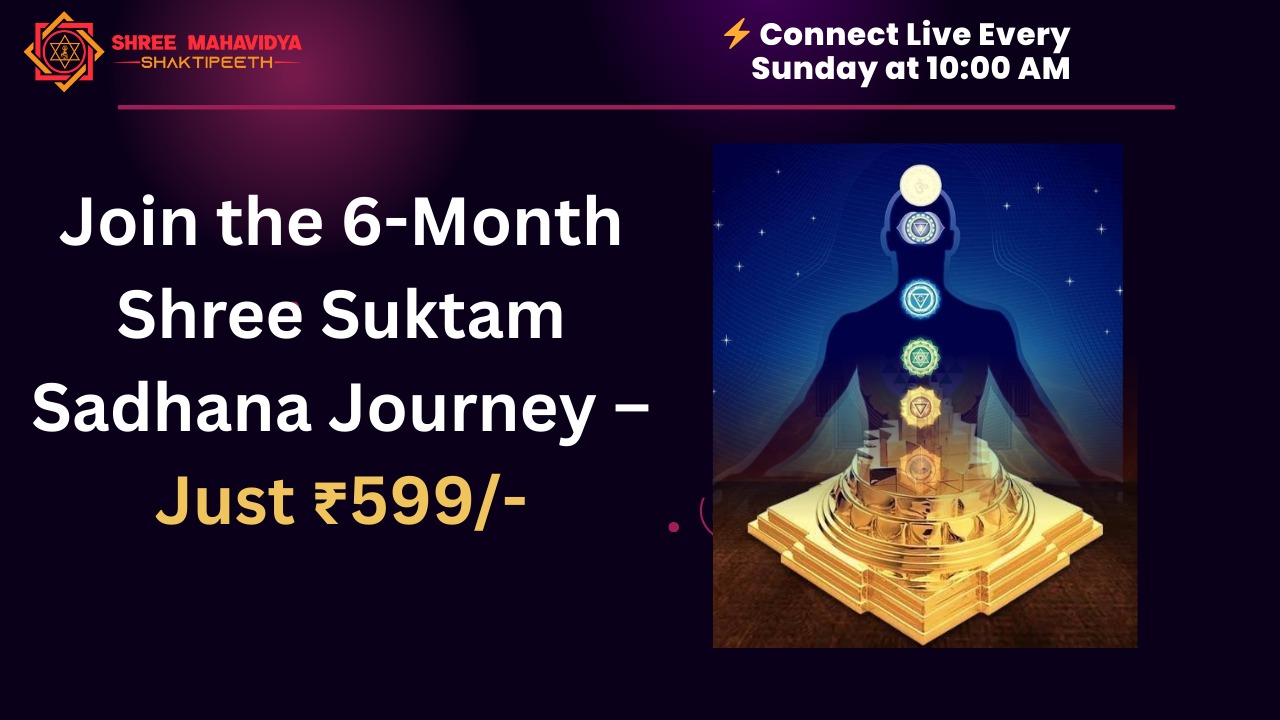 SHREE MAHAVIDYA
SHAKTIPEETH
⚡ Connect Live Every
Sunday at 10:00 AM
Join the 6-Month
Shree Suktam
Sadhana Journey –
Just ₹599/-
ॐ